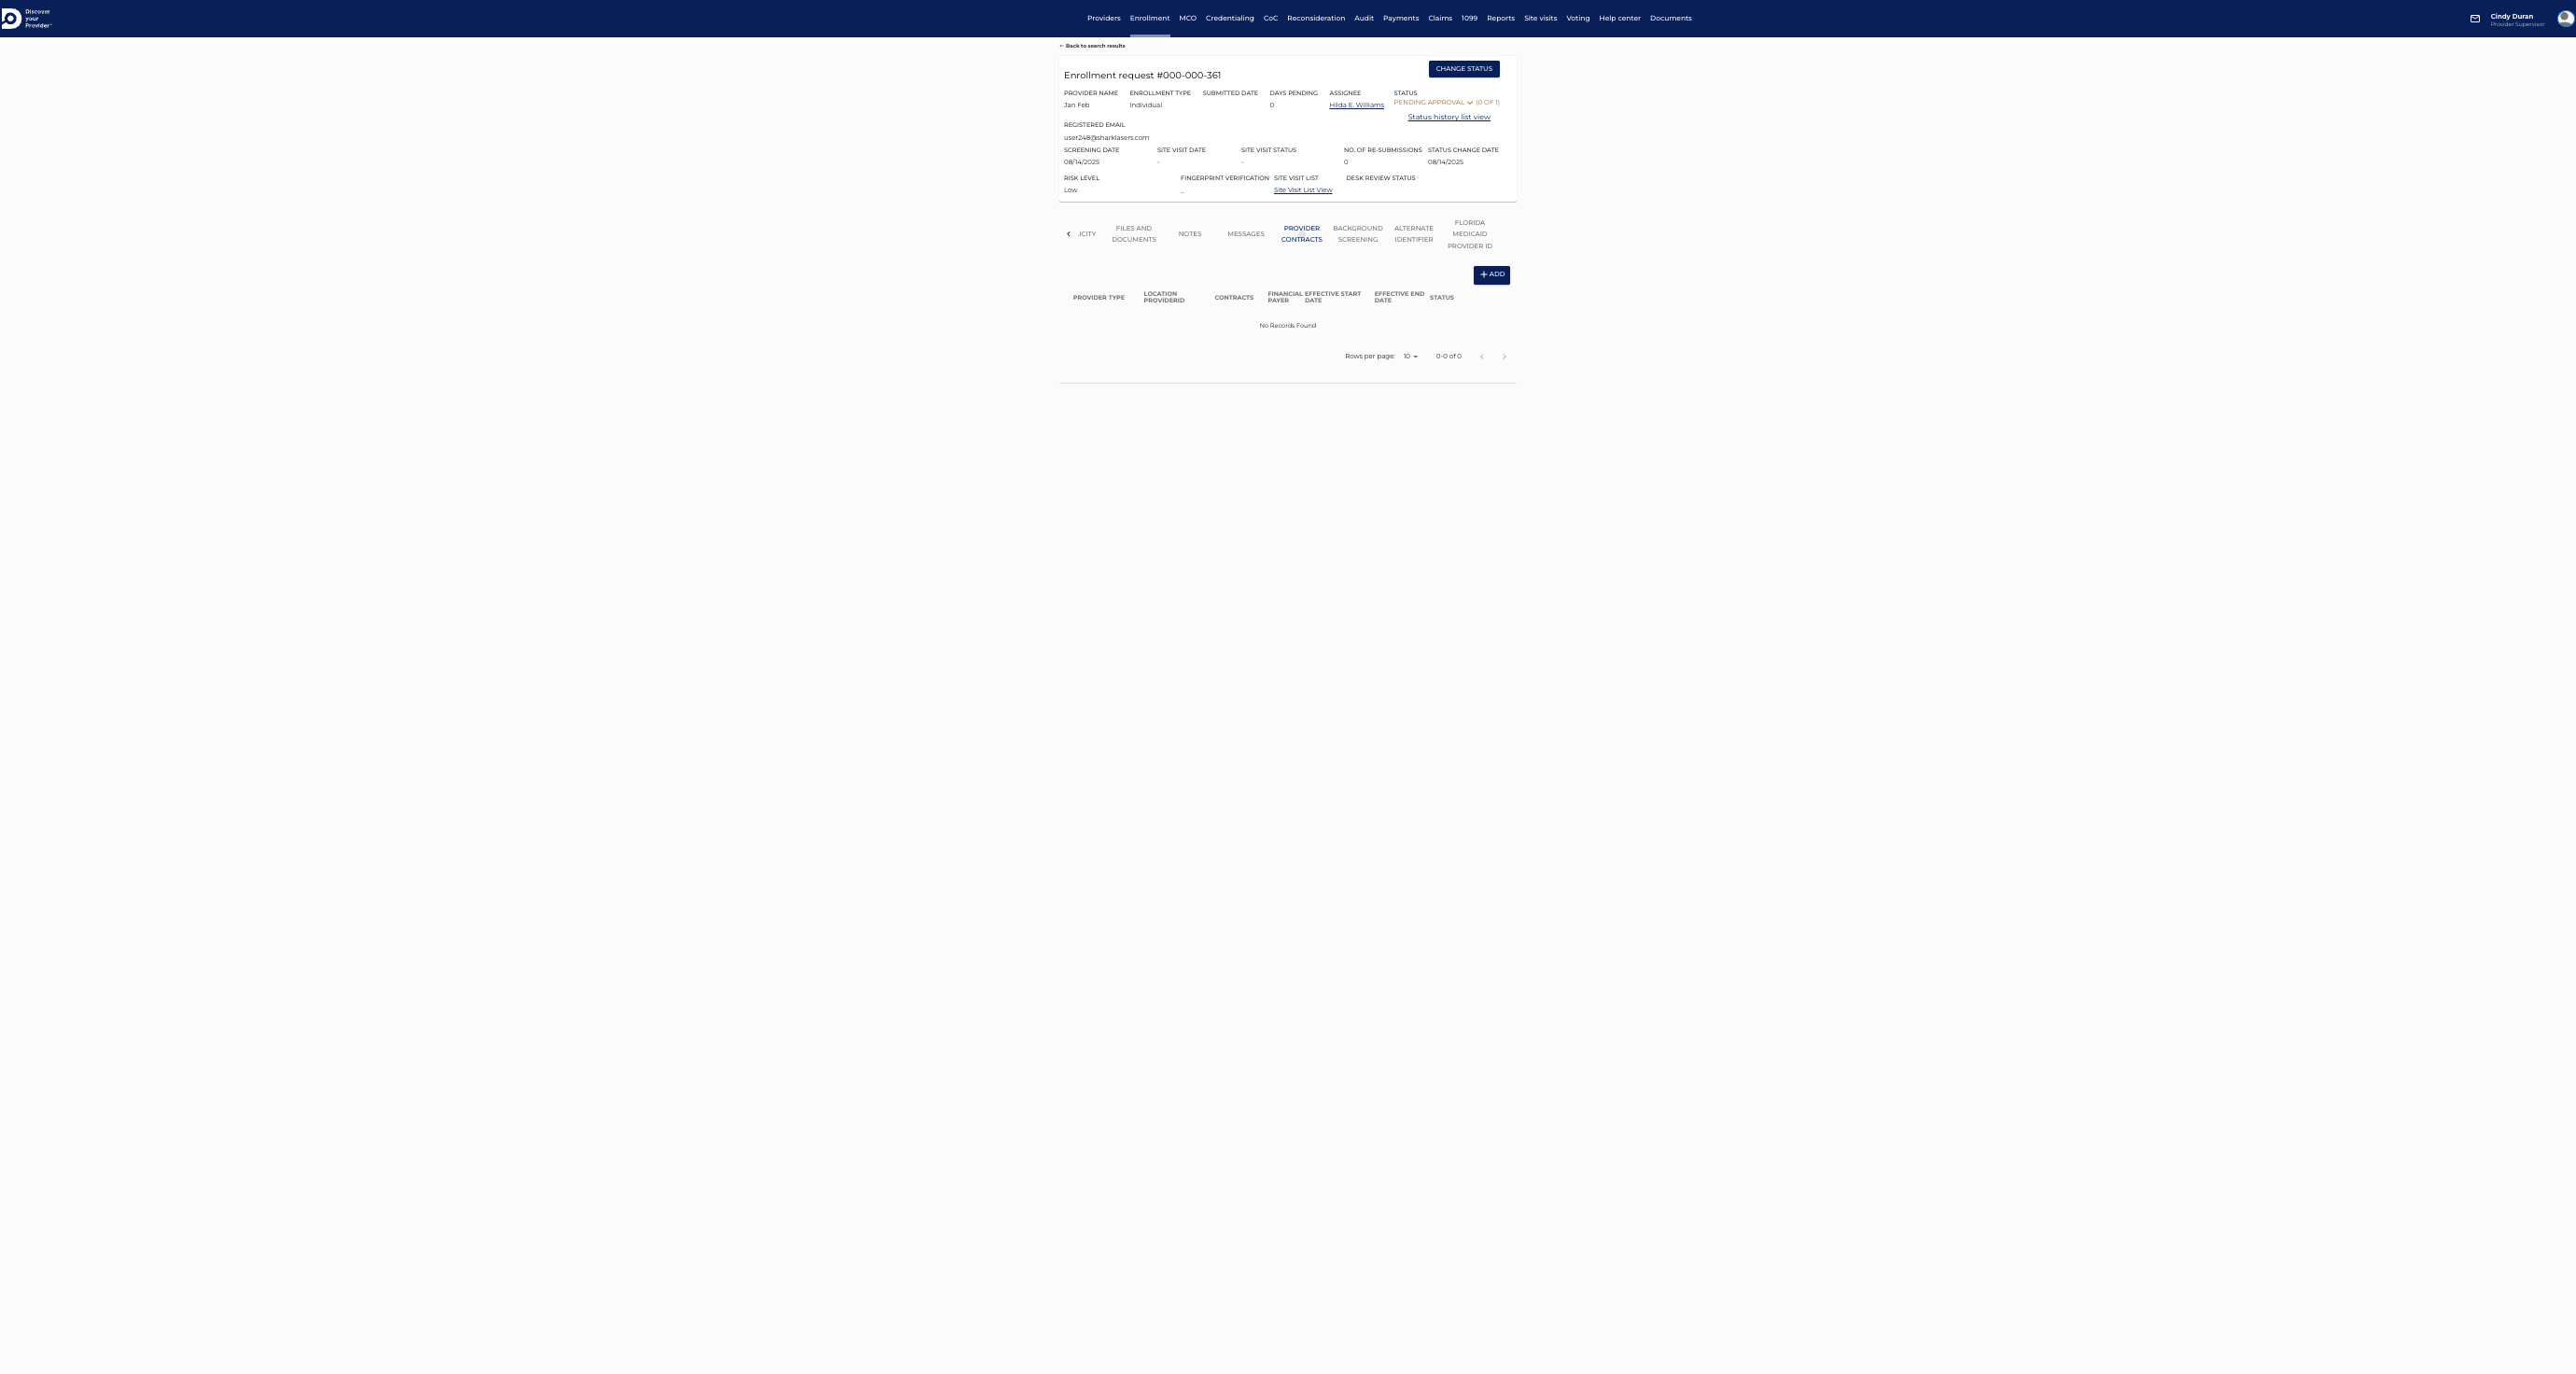 Discover
your
Provider™
Providers Enrollment MCO Credentialing CoC Reconsideration Audit Payments Claims 1099 Reports Site visits Voting Help center Documents
Cindy Duran
Provider Supervisor
← Back to search results
Enrollment request #000-000-361
CHANGE STATUS
PROVIDER NAME ENROLLMENT TYPE SUBMITTED DATE DAYS PENDING ASSIGNEE STATUS
Jan Feb Individual 0 Hilda E. Williams PENDING APPROVAL (0 OF 1)
Status history list view
REGISTERED EMAIL
user248@sharklasers.com
SCREENING DATE SITE VISIT DATE SITE VISIT STATUS NO. OF RE-SUBMISSIONS STATUS CHANGE DATE
08/14/2025 - - 0 08/14/2025
RISK LEVEL FINGERPRINT VERIFICATION SITE VISIT LIST DESK REVIEW STATUS
Low _ Site Visit List View
ICITY
FILES AND
DOCUMENTS
NOTES
MESSAGES
PROVIDER
CONTRACTS
BACKGROUND
SCREENING
ALTERNATE
IDENTIFIER
FLORIDA
MEDICAID
PROVIDER ID
+ ADD
PROVIDER TYPE
LOCATION
PROVIDERID
CONTRACTS
FINANCIAL
PAYER
EFFECTIVE START
DATE
EFFECTIVE END
DATE
STATUS
No Records Found
Rows per page: 10 0-0 of 0